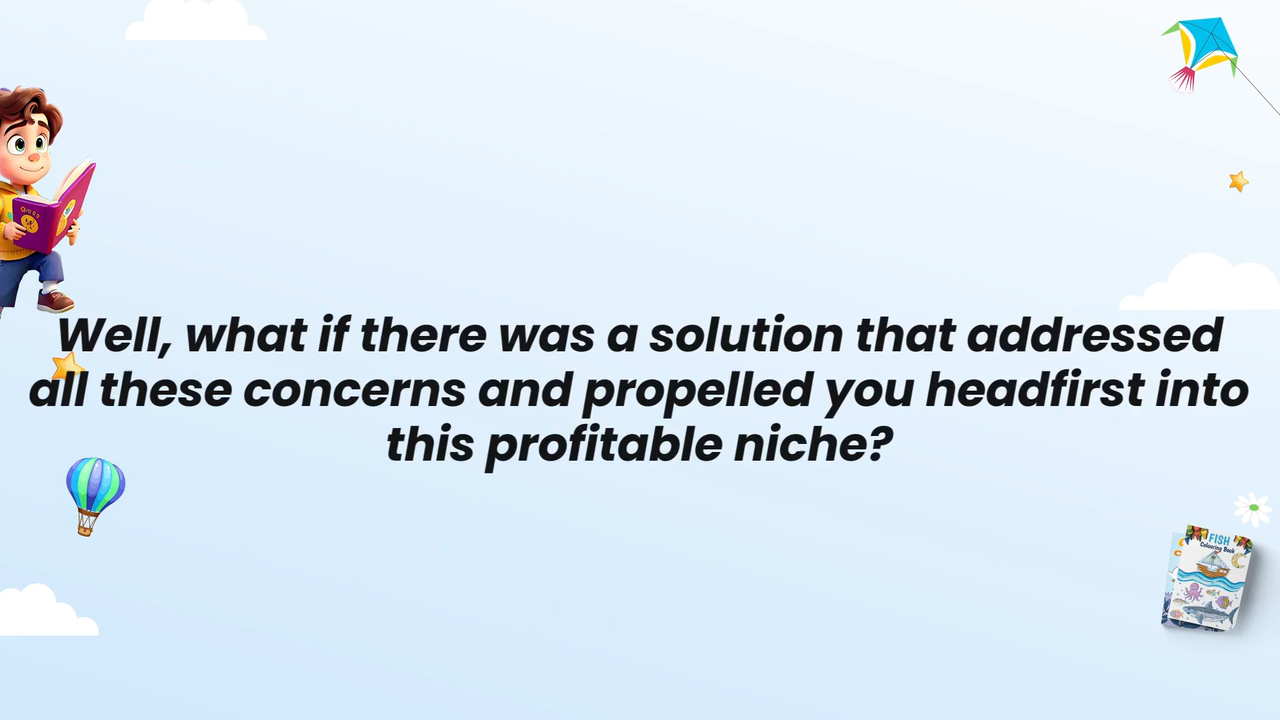 Well, what if there was a solution that addressed
all these concerns and propelled you headfirst into
this profitable niche?
FISH
Colouring Book